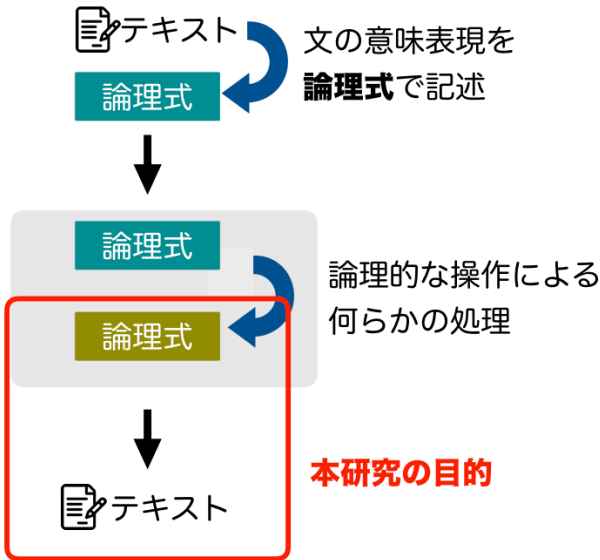 テキスト
文の意味表現を
論理式で記述
論理式
論理式
論理的な操作による
何らかの処理
論理式
本研究の目的
テキスト